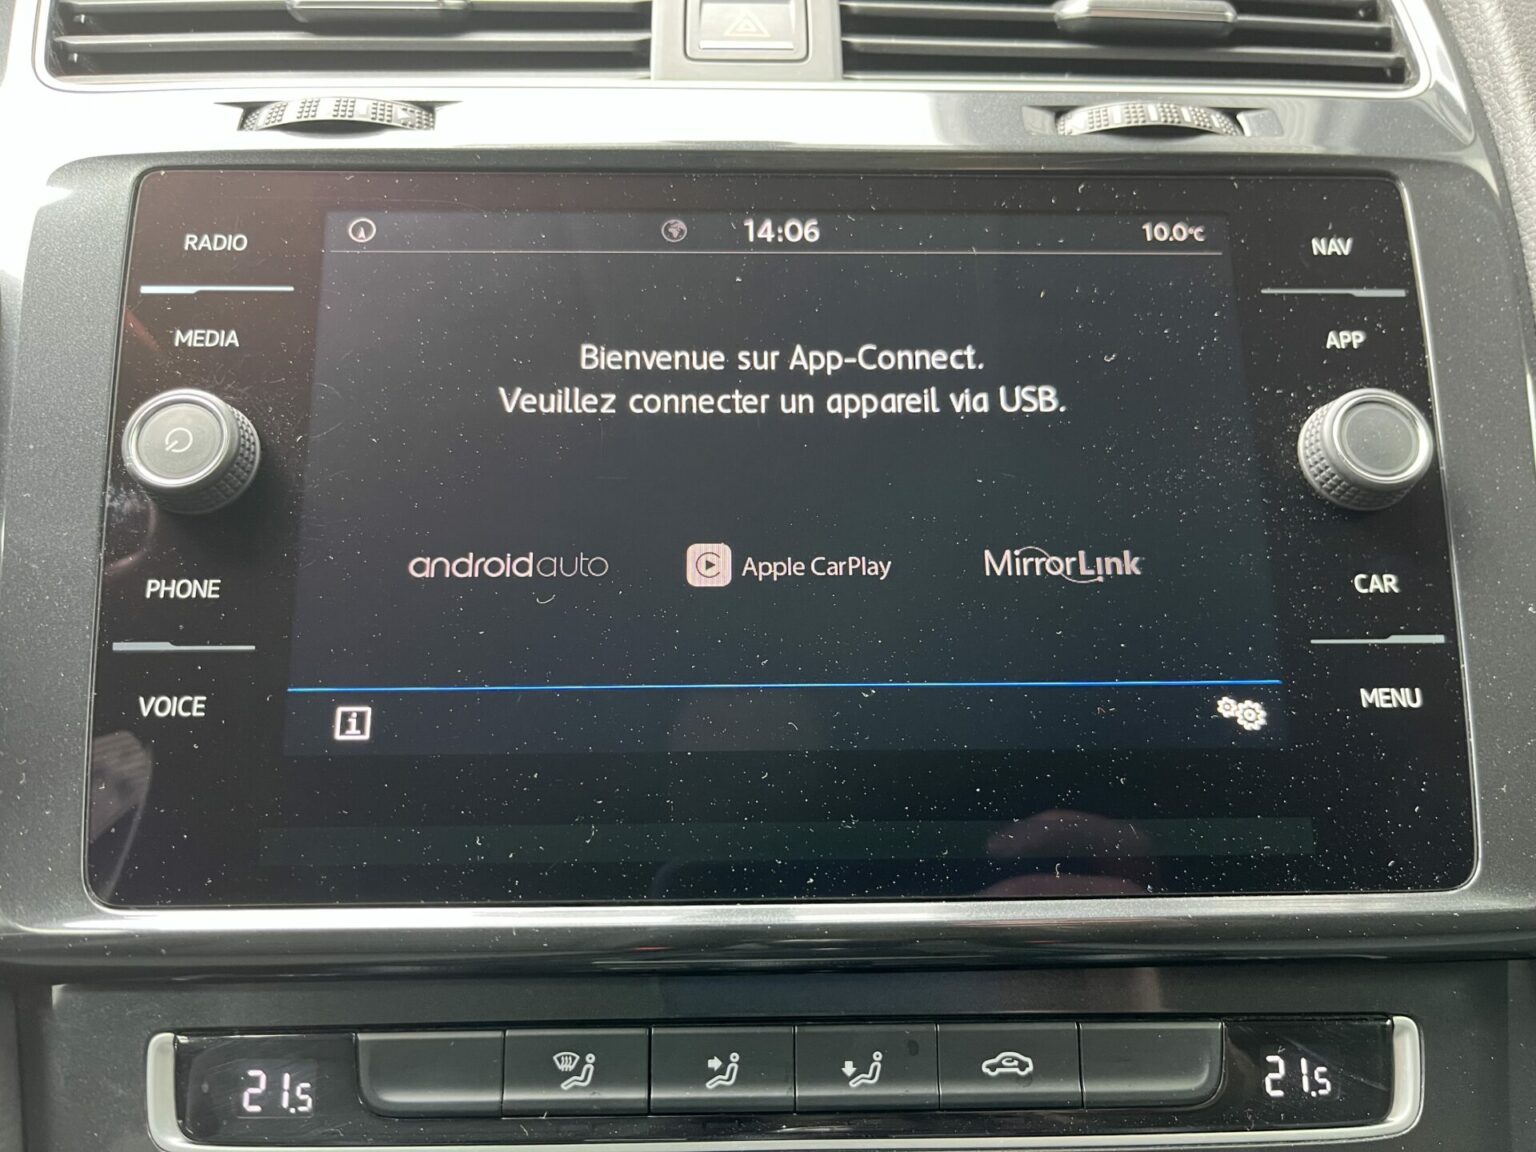 RADIO
MEDIA
PHONE
VOICE
14:06
10.0°C
Bienvenue sur App-Connect.
Veuillez connecter un appareil via USB.
androidauto
Apple CarPlay
MirrorLink
i
NAV
APP
CAR
MENU
21.5
21.5